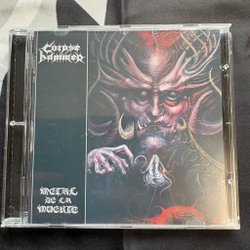 Corpse
Hammer
METAL
DE LA
MUERTE